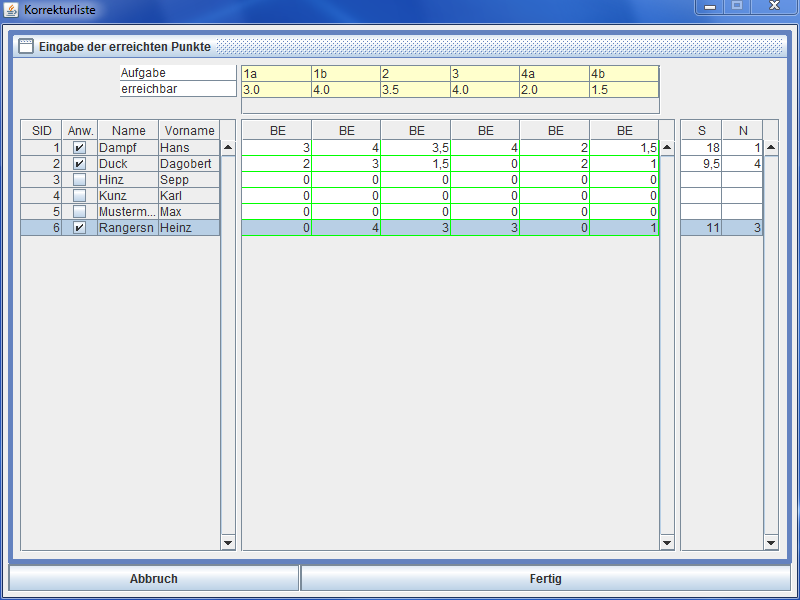 Korrekturliste
Eingabe der erreichten Punkte
Aufgabe 1a 1b 2 3 4a 4b
erreichbar 3.0 4.0 3.5 4.0 2.0 1.5
SID Anw. Name Vorname BE BE BE BE BE BE S N
1 Dampf Hans 3 4 3,5 4 2 1,5 18 1
2 Duck Dagobert 2 3 1,5 0 2 1 9,5 4
3 Hinz Sepp 0 0 0 0 0 0
4 Kunz Karl 0 0 0 0 0 0
5 Musterm... Max 0 0 0 0 0 0
6 Rangersn Heinz 0 4 3 3 0 1 11 3
Abbruch Fertig